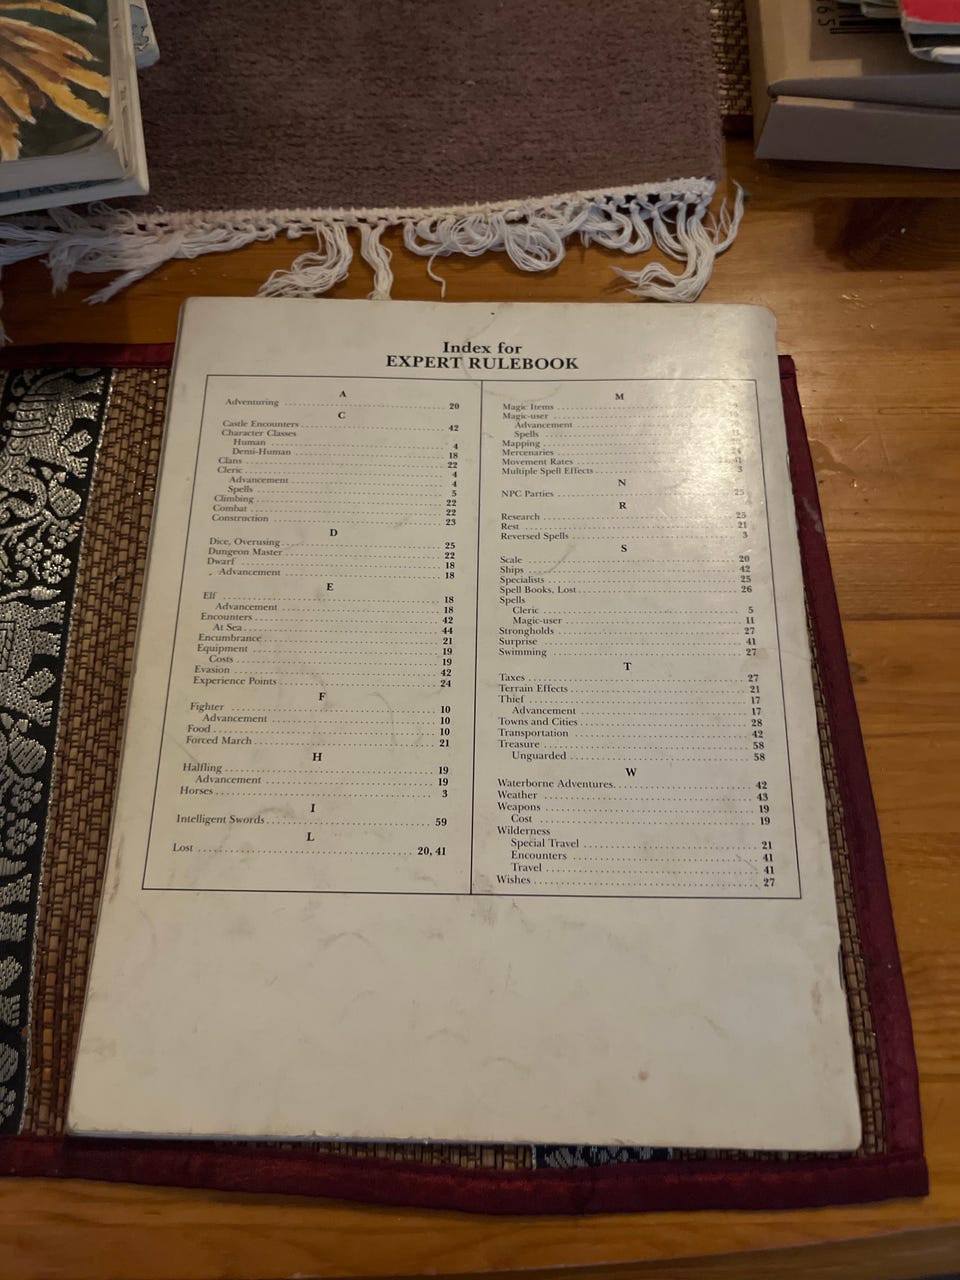 Index for
EXPERT RULEBOOK
A
Adventuring 20
C
Castle Encounters 42
Character Classes
Human 4
Demi-Human 18
Clans 22
Cleric 4
Advancement 4
Spells 5
Climbing 22
Combat 22
Construction 23
D
Dice, Overusing 25
Dungeon Master 22
Dwarf 18
Advancement 18
E
Elf 18
Advancement 18
Encounters 42
At Sea 44
Encumbrance 21
Equipment 19
Costs 19
Evasion 42
Experience Points 24
F
Fighter 10
Advancement 10
Food 10
Forced March 21
H
Halfling 19
Advancement 19
Horses 3
I
Intelligent Swords 59
L
Lost 20, 41
M
Magic Items
Magic-user
Advancement
Spells
Mapping
Mercenaries
Movement Rates
Multiple Spell Effects 3
N
NPC Parties 25
R
Research 25
Rest 21
Reversed Spells 3
S
Scale 20
Ships 42
Specialists 25
Spell Books, Lost 26
Spells
Cleric 5
Magic-user 11
Strongholds 27
Surprise 41
Swimming 27
T
Taxes 27
Terrain Effects 21
Thief 17
Advancement 17
Towns and Cities 28
Transportation 42
Treasure 58
Unguarded 58
W
Waterborne Adventures 42
Weather 43
Weapons 19
Cost 19
Wilderness
Special Travel 21
Encounters 41
Travel 41
Wishes 27